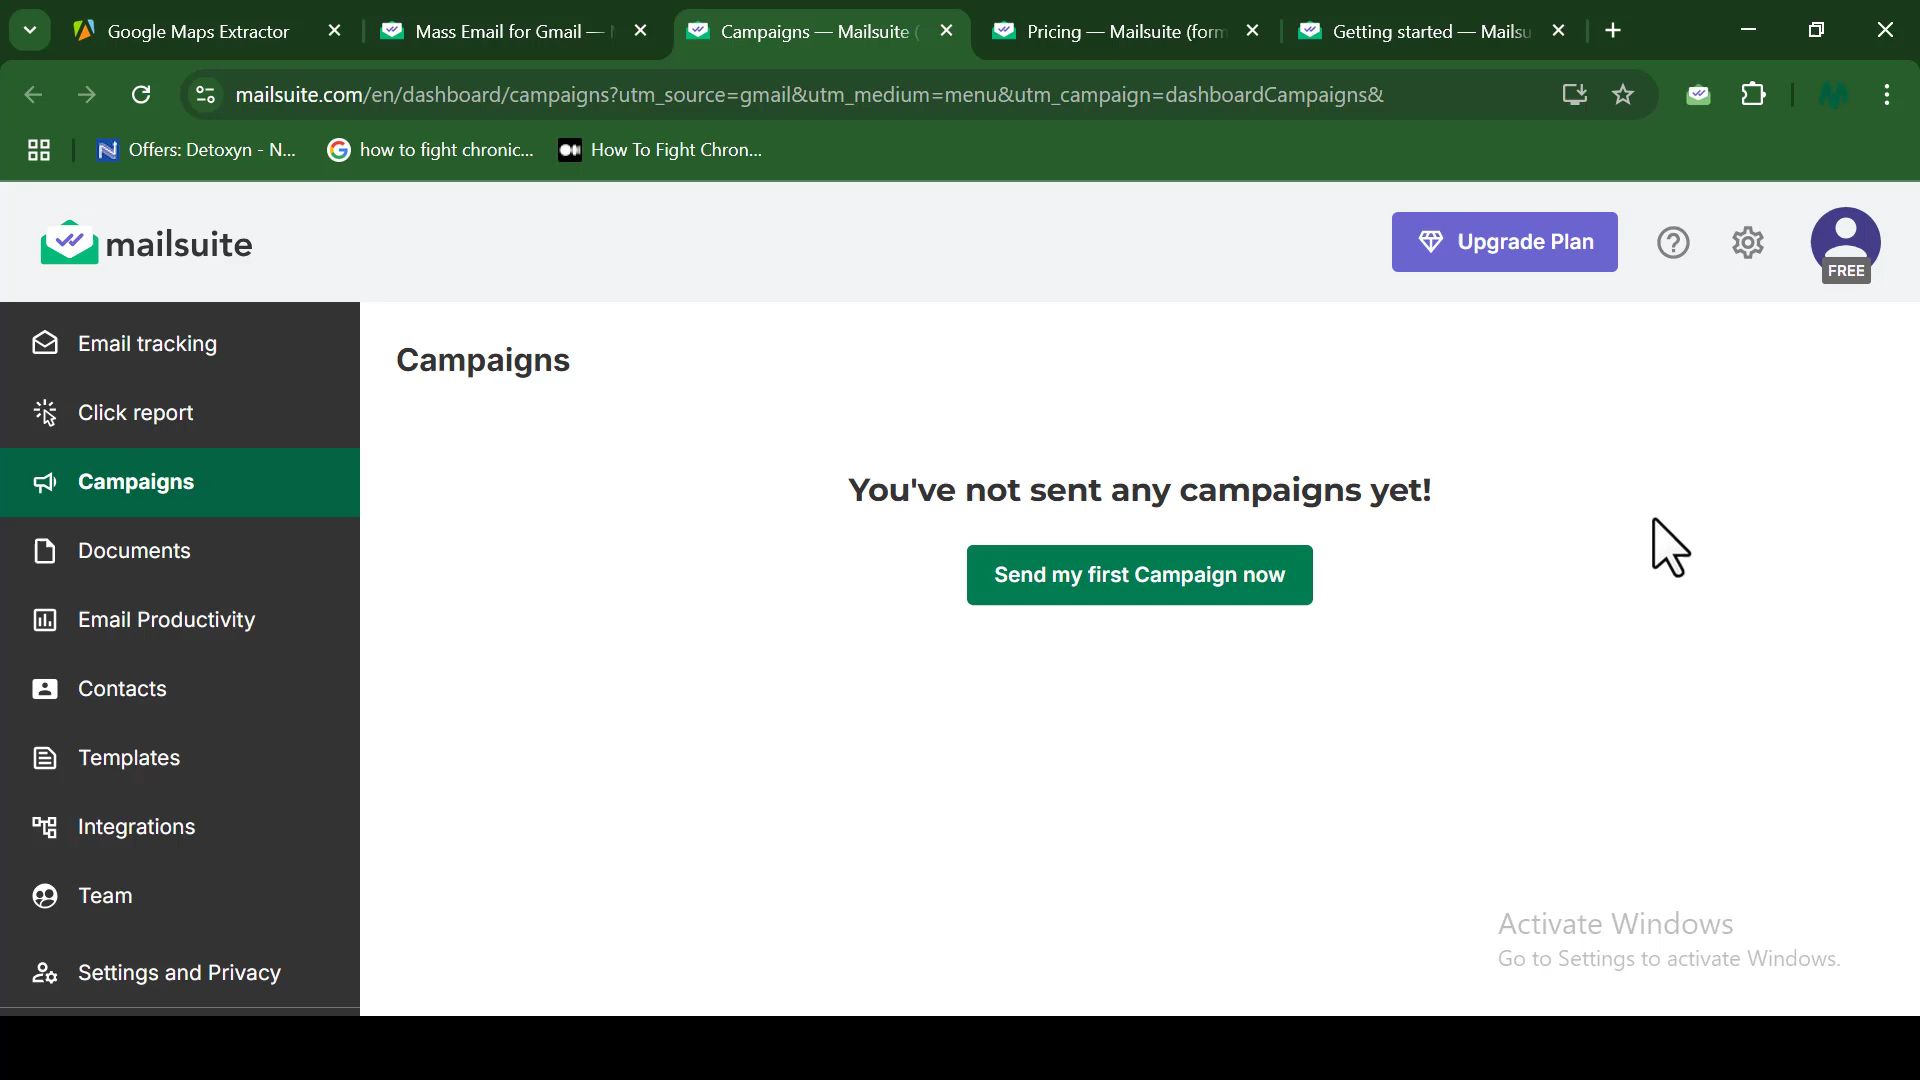 Google Maps Extractor
Mass Email for Gmail —
Campaigns — Mailsuite (
Pricing — Mailsuite (form
Getting started — Mailsu
mailsuite.com/en/dashboard/campaigns?utm_source=gmail&utm_medium=menu&utm_campaign=dashboardCampaigns&
Offers: Detoxyn - N...
how to fight chronic...
How To Fight Chron...
mailsuite
Upgrade Plan
FREE
Email tracking
Click report
Campaigns
Documents
Email Productivity
Contacts
Templates
Integrations
Team
Settings and Privacy
Campaigns
You've not sent any campaigns yet!
Send my first Campaign now
Activate Windows
Go to Settings to activate Windows.